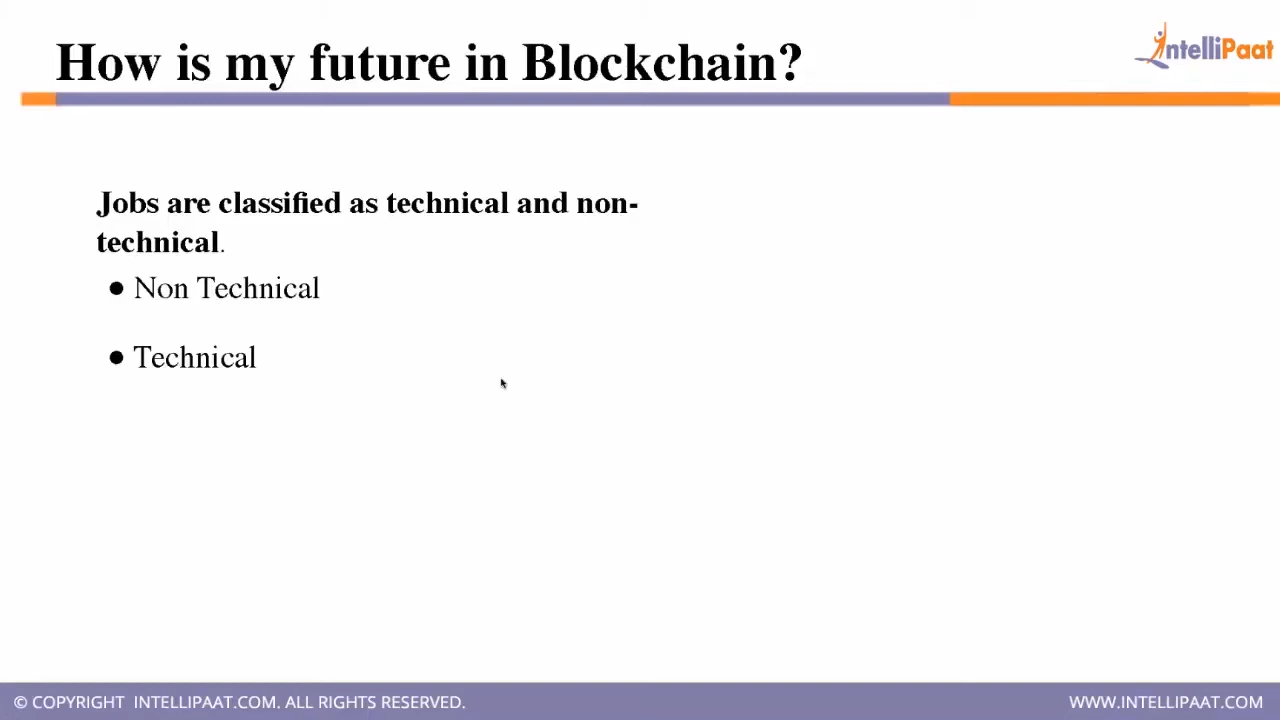 How is my future in Blockchain?
IntelliPaat
Jobs are classified as technical and non-
technical.
● Non Technical
● Technical
© COPYRIGHT INTELLIPAAT.COM. ALL RIGHTS RESERVED.
WWW.INTELLIPAAT.COM